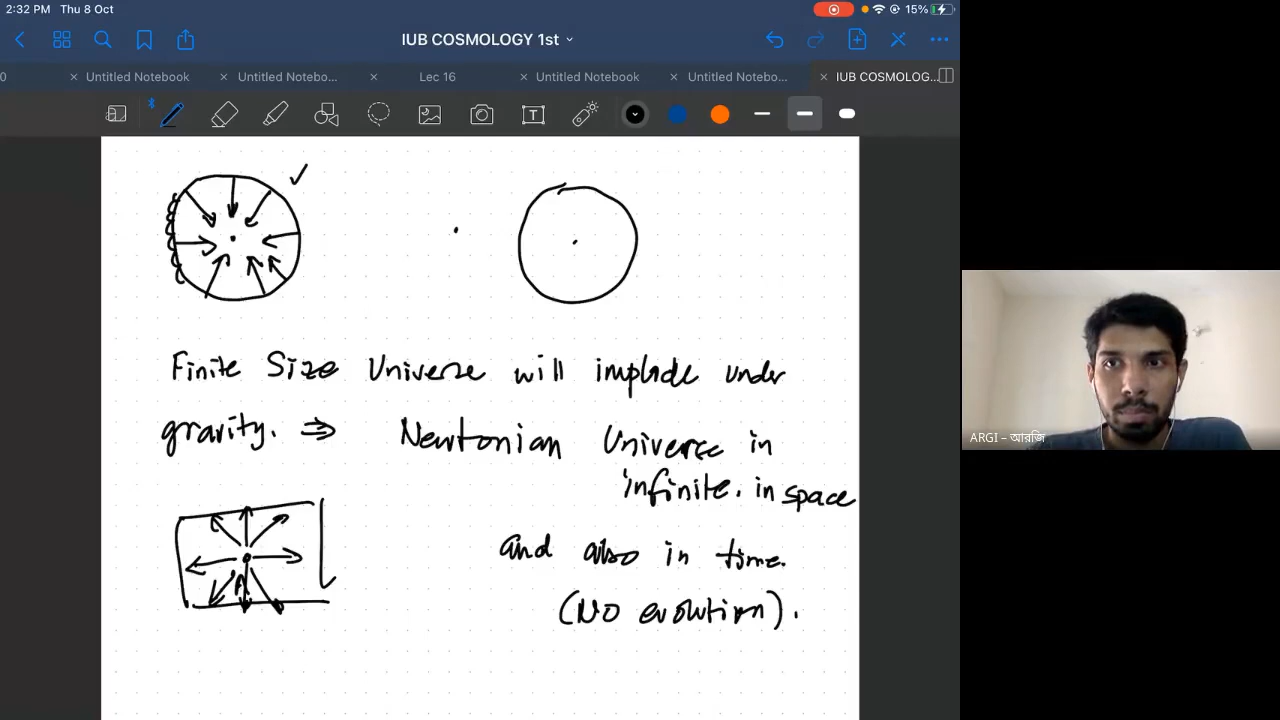 2:32 PM Thu 8 Oct
15%
IUB COSMOLOGY 1st
0
Untitled Notebook
Untitled Notebo...
Lec 16
Untitled Notebook
Untitled Notebo...
IUB COSMOLOG...
T
Finite Size Universe will implode under
gravity. ⇒ Newtonian Universe in
infinite. in space
and also in time.
(No evolution).
ARGI – আরজি